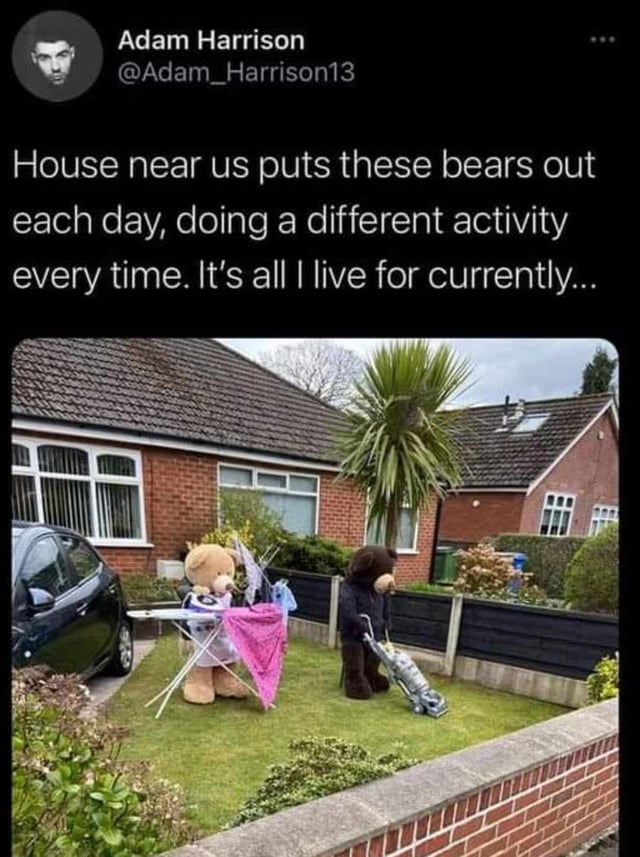 Adam Harrison
@Adam_Harrison13
House near us puts these bears out
each day, doing a different activity
every time. It's all I live for currently...